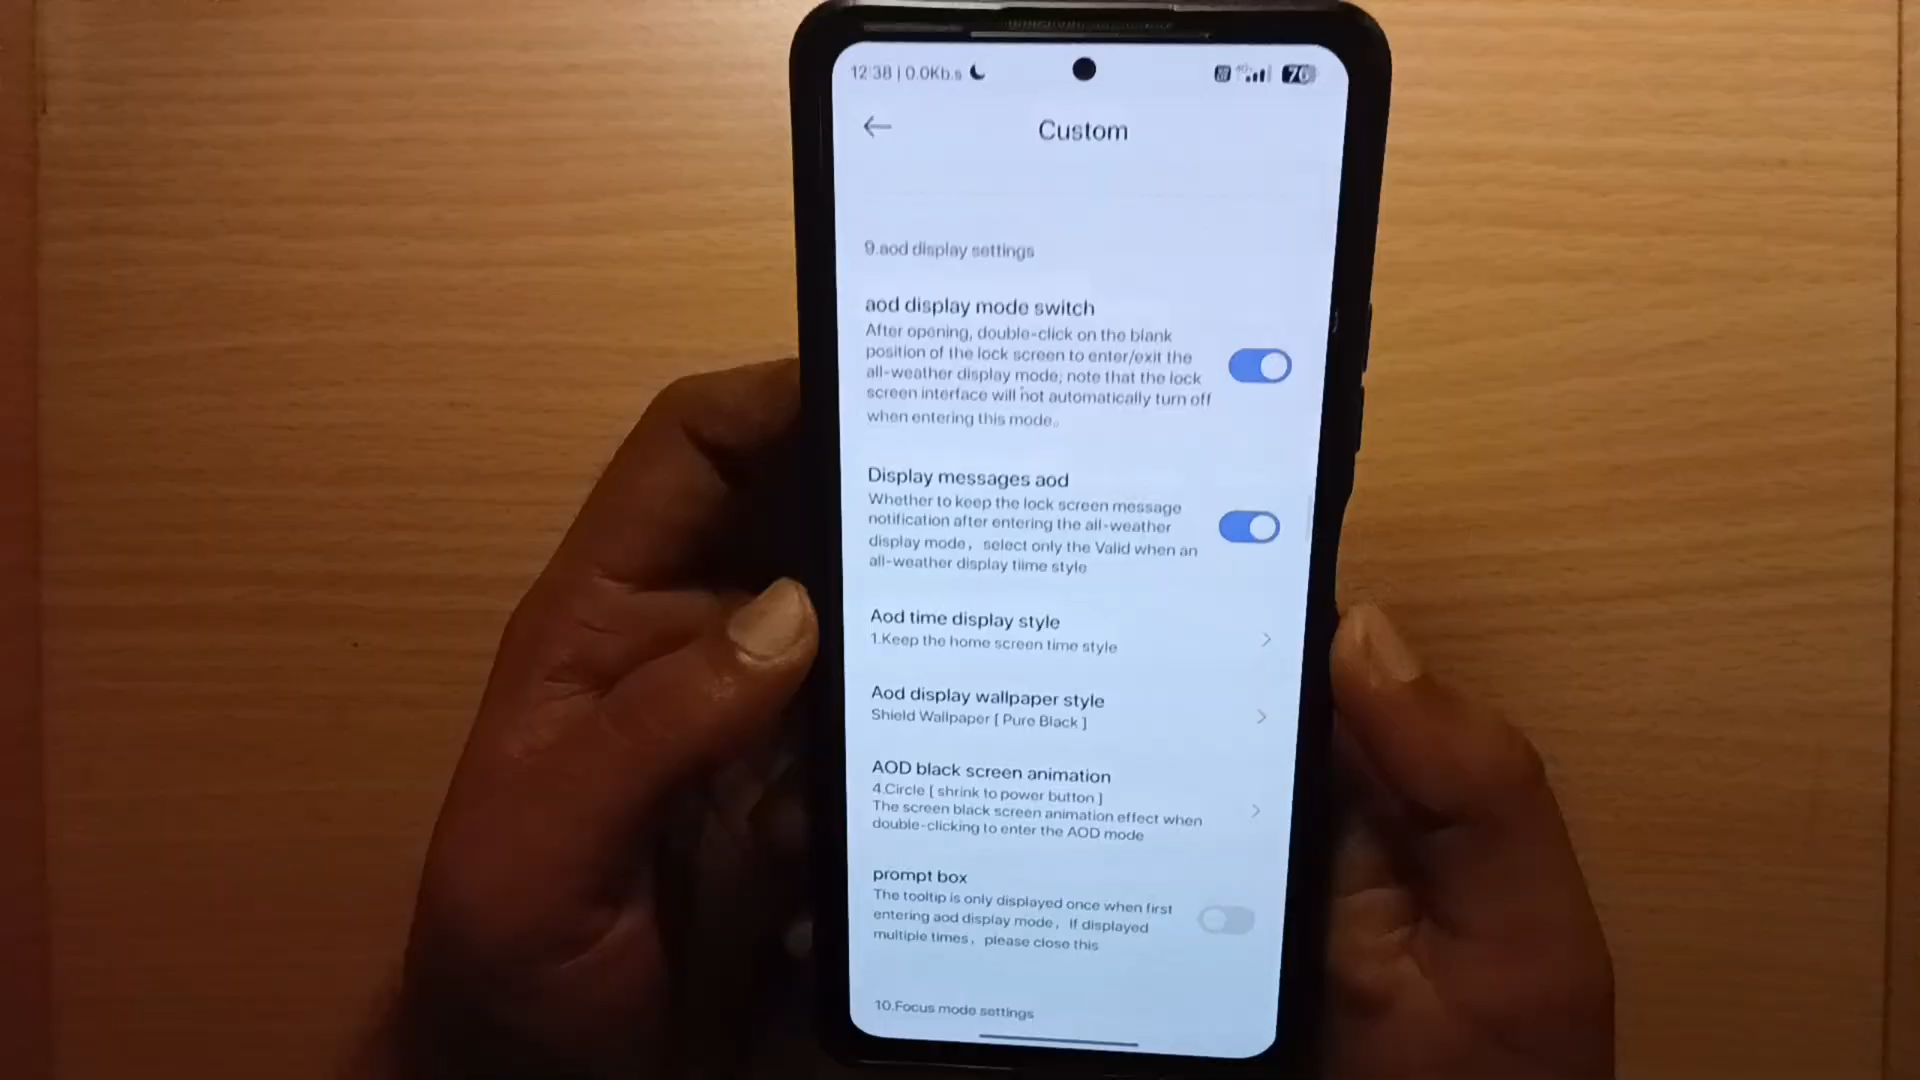 12:38 | 0.0Kb.s
4G
76
Custom
9.aod display settings
aod display mode switch
After opening, double-click on the blank
position of the lock screen to enter/exit the
all-weather display mode; note that the lock
screen interface will not automatically turn off
when entering this mode。
Display messages aod
Whether to keep the lock screen message
notification after entering the all-weather
display mode，select only the Valid when an
all-weather display tiime style
Aod time display style
1.Keep the home screen time style
Aod display wallpaper style
Shield Wallpaper [ Pure Black ]
AOD black screen animation
4.Circle [ shrink to power button ]
The screen black screen animation effect when
double-clicking to enter the AOD mode
prompt box
The tooltip is only displayed once when first
entering aod display mode，If displayed
multiple times，please close this
10.Focus mode settings